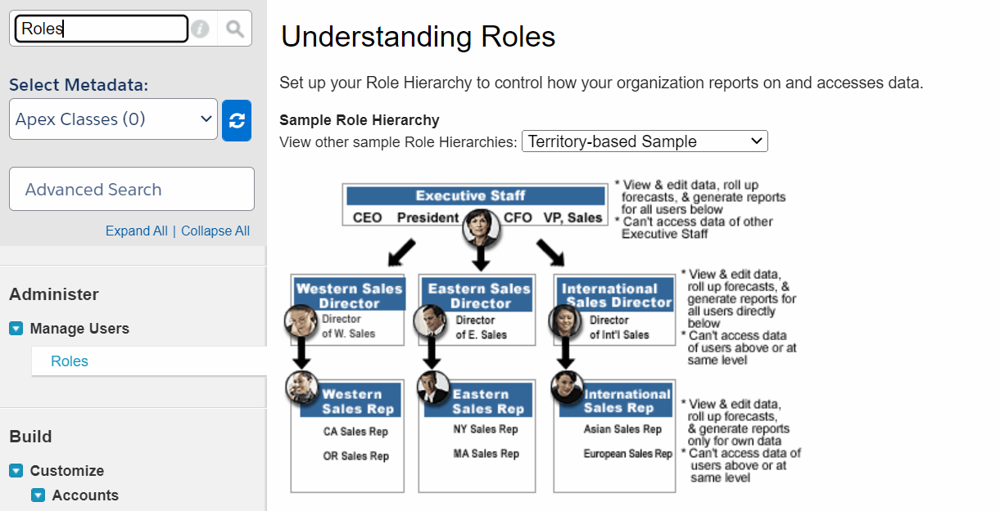 Roles
Select Metadata:
Apex Classes (0)
Advanced Search
Expand All | Collapse All
Administer
Manage Users
Roles
Build
Customize
Accounts
Understanding Roles
Set up your Role Hierarchy to control how your organization reports on and accesses data.
Sample Role Hierarchy
View other sample Role Hierarchies: Territory-based Sample
Executive Staff
CEO President CFO VP, Sales
* View & edit data, roll up
forecasts, & generate reports
for all users below
* Can't access data of other
Executive Staff
Western Sales
Director
Director
of W. Sales
Eastern Sales
Director
Director
of E. Sales
International
Sales Director
Director
of Int'l Sales
* View & edit data,
roll up forecasts, &
generate reports for
all users directly
below
* Can't access data
of users above or at
same level
Western
Sales Rep
CA Sales Rep
OR Sales Rep
Eastern
Sales Rep
NY Sales Rep
MA Sales Rep
International
Sales Rep
Asian Sales Rep
European Sales Rep
* View & edit data,
roll up forecasts,
& generate reports
only for own data
* Can't access data of
users above or at
same level